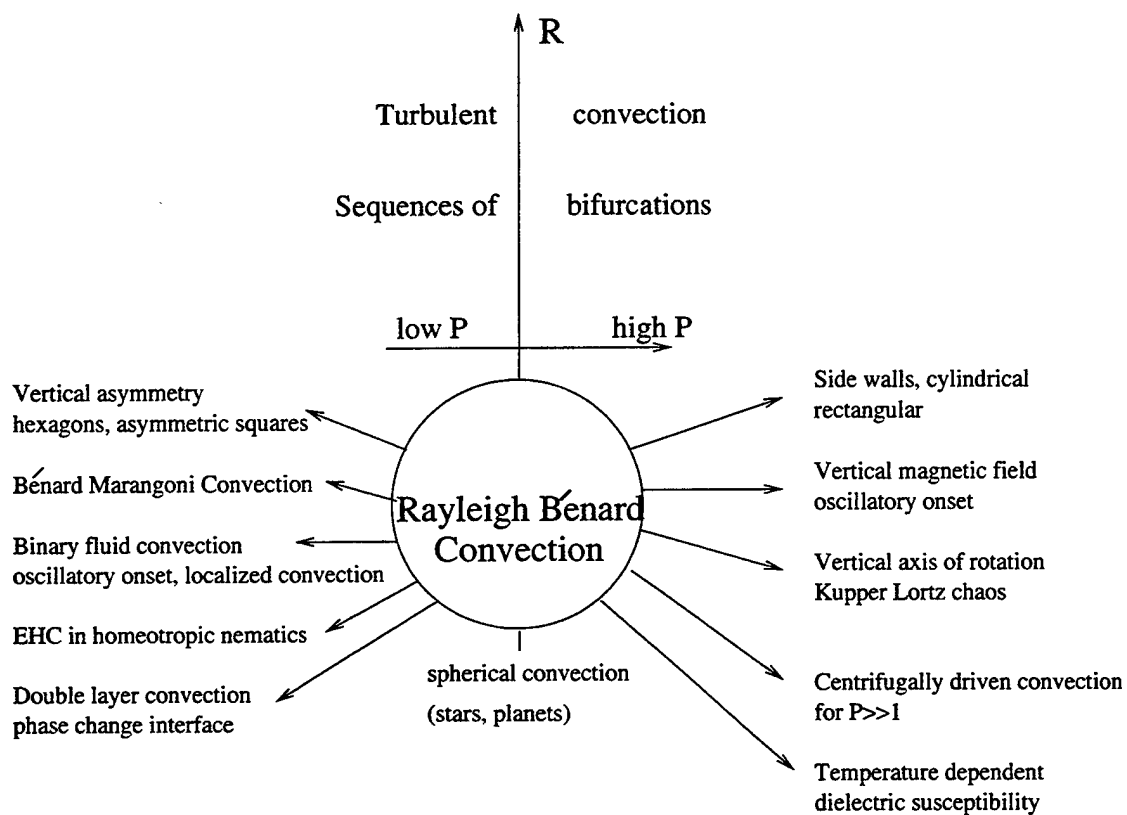 R
Turbulent convection
Sequences of bifurcations
low P high P
Vertical asymmetry
hexagons, asymmetric squares
Bénard Marangoni Convection
Binary fluid convection
oscillatory onset, localized convection
EHC in homeotropic nematics
Double layer convection
phase change interface
Rayleigh Bénard
Convection
spherical convection
(stars, planets)
Side walls, cylindrical
rectangular
Vertical magnetic field
oscillatory onset
Vertical axis of rotation
Kupper Lortz chaos
Centrifugally driven convection
for P>>1
Temperature dependent
dielectric susceptibility